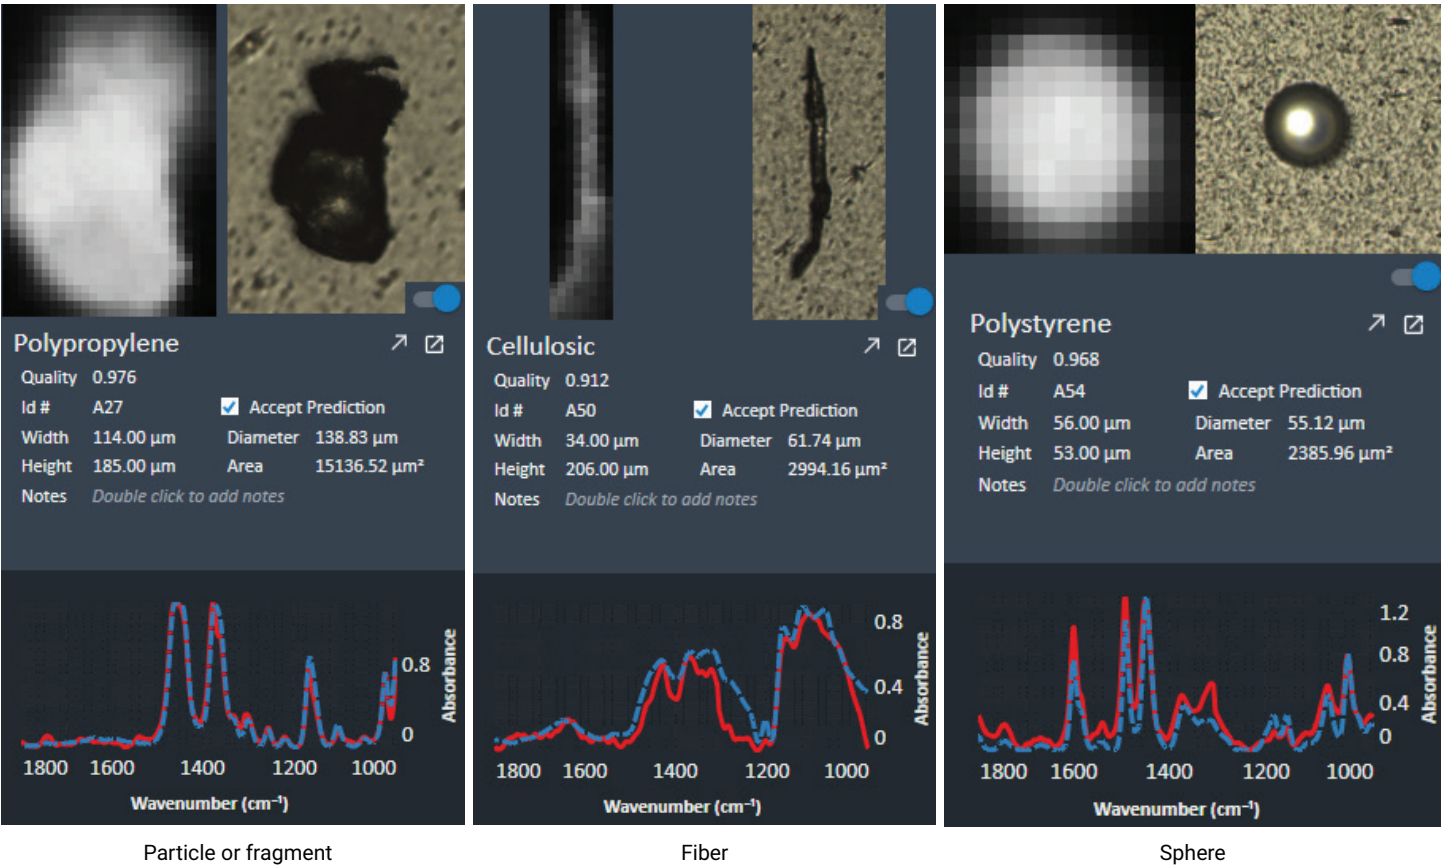 Polypropylene
Quality 0.976
Id # A27 Accept Prediction
Width 114.00 µm Diameter 138.83 µm
Height 185.00 µm Area 15136.52 µm²
Notes Double click to add notes
0.8
0
Absorbance
1800 1600 1400 1200 1000
Wavenumber (cm⁻¹)
Particle or fragment
Cellulosic
Quality 0.912
Id # A50 Accept Prediction
Width 34.00 µm Diameter 61.74 µm
Height 206.00 µm Area 2994.16 µm²
Notes Double click to add notes
0.8
0.4
0
Absorbance
1800 1600 1400 1200 1000
Wavenumber (cm⁻¹)
Fiber
Polystyrene
Quality 0.968
Id # A54 Accept Prediction
Width 56.00 µm Diameter 55.12 µm
Height 53.00 µm Area 2385.96 µm²
Notes Double click to add notes
1.2
0.8
0.4
0
Absorbance
1800 1600 1400 1200 1000
Wavenumber (cm⁻¹)
Sphere